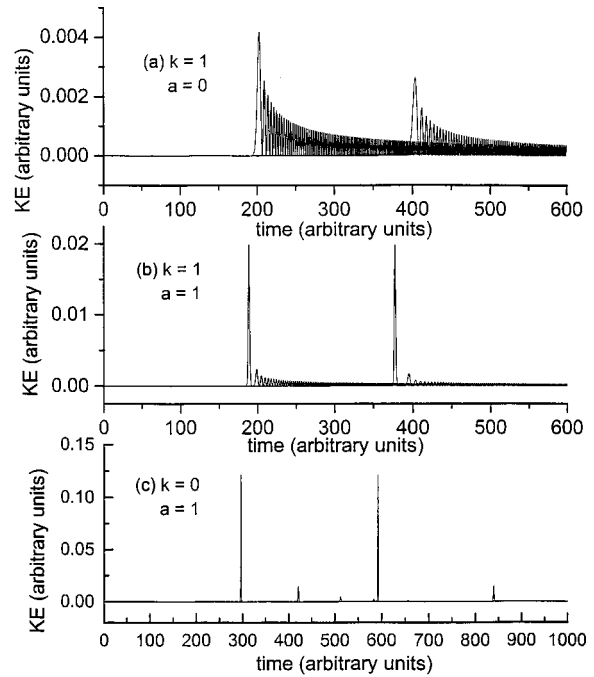 KE (arbitrary units)
0.004
0.002
0.000
(a) k = 1
a = 0
0 100 200 300 400 500 600
time (arbitrary units)
KE (arbitrary units)
0.02
0.01
0.00
(b) k = 1
a = 1
0 100 200 300 400 500 600
time (arbitrary units)
KE (arbitrary units)
0.15
0.10
0.05
0.00
(c) k = 0
a = 1
0 100 200 300 400 500 600 700 800 900 1000
time (arbitrary units)